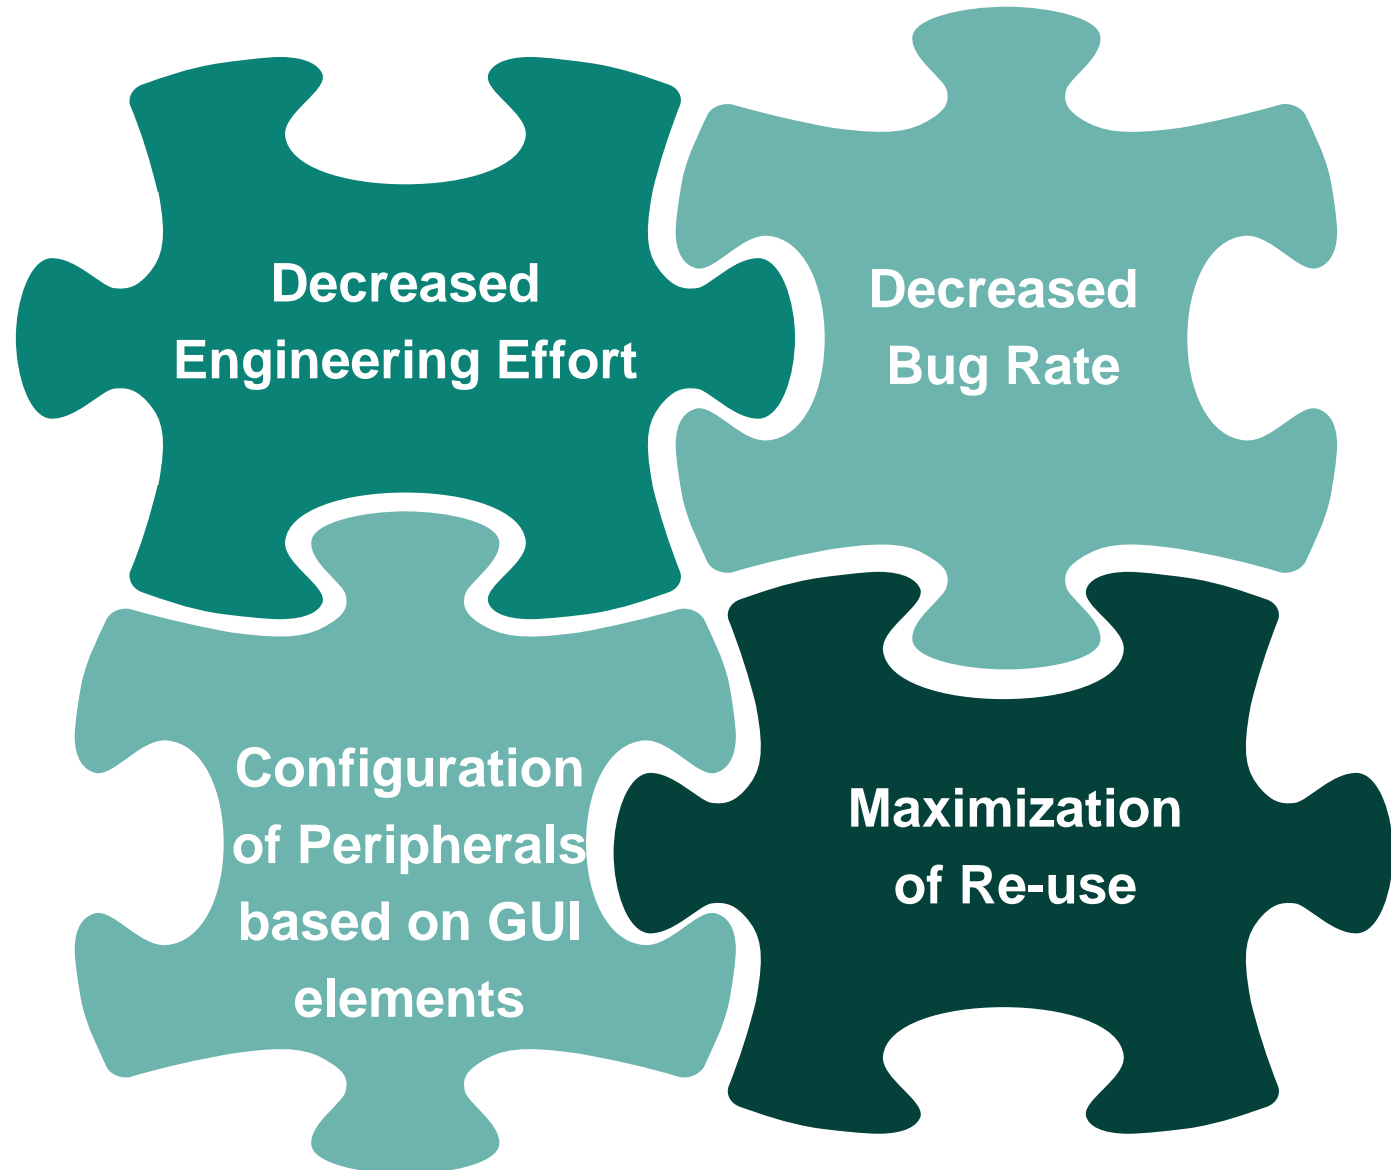 Decreased
Engineering Effort
Decreased
Bug Rate
Configuration
of Peripherals
based on GUI
elements
Maximization
of Re-use